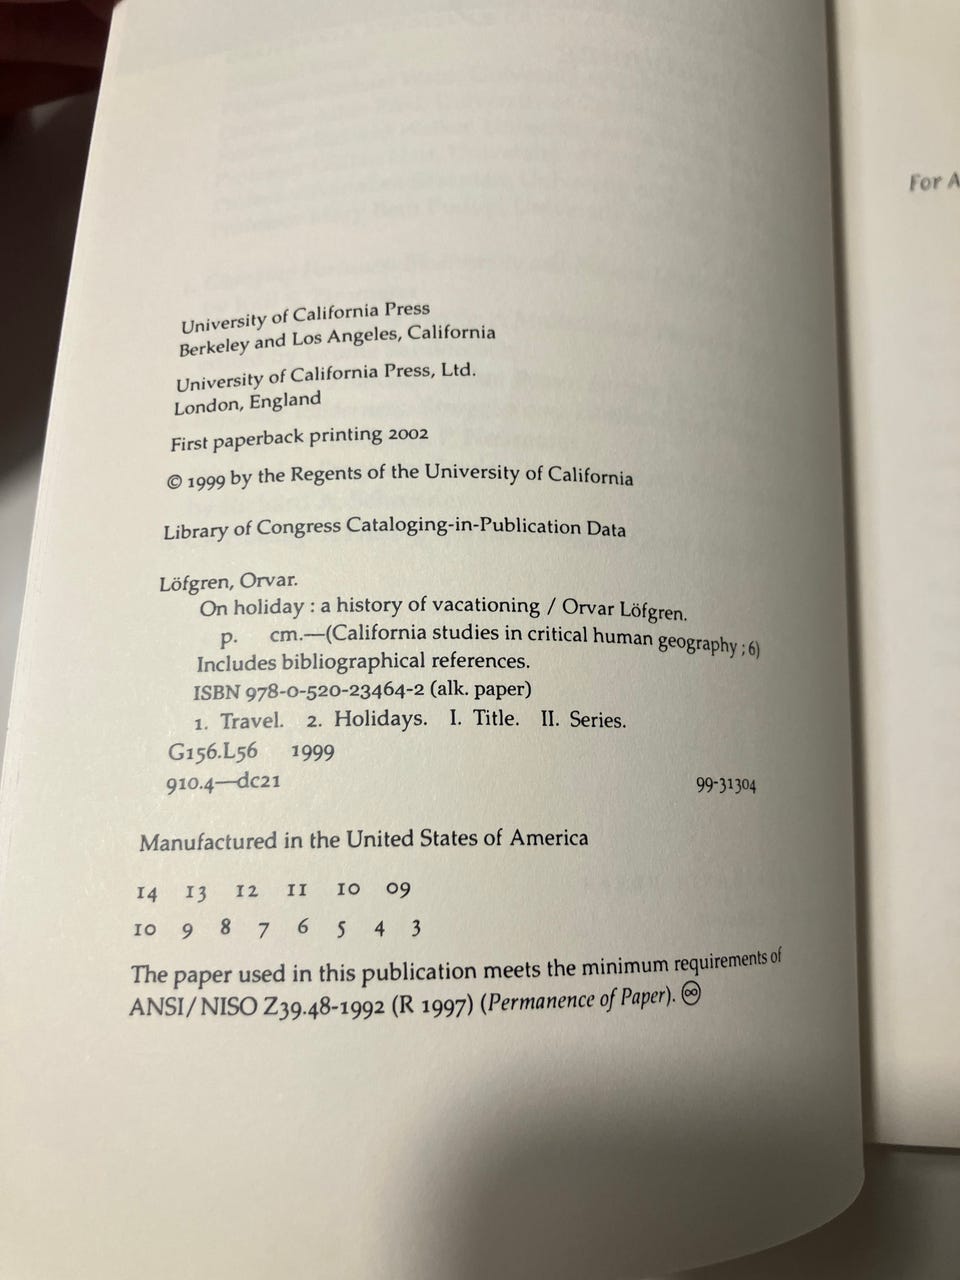 University of California Press
Berkeley and Los Angeles, California
University of California Press, Ltd.
London, England
First paperback printing 2002
© 1999 by the Regents of the University of California
Library of Congress Cataloging-in-Publication Data
Löfgren, Orvar.
On holiday : a history of vacationing / Orvar Löfgren.
p. cm.—(California studies in critical human geography ; 6)
Includes bibliographical references.
ISBN 978-0-520-23464-2 (alk. paper)
1. Travel. 2. Holidays. I. Title. II. Series.
G156.L56 1999
910.4—dc21 99-31304
Manufactured in the United States of America
14 13 12 11 10 09
10 9 8 7 6 5 4 3
The paper used in this publication meets the minimum requirements of
ANSI/NISO Z39.48-1992 (R 1997) (Permanence of Paper). ♾
For A